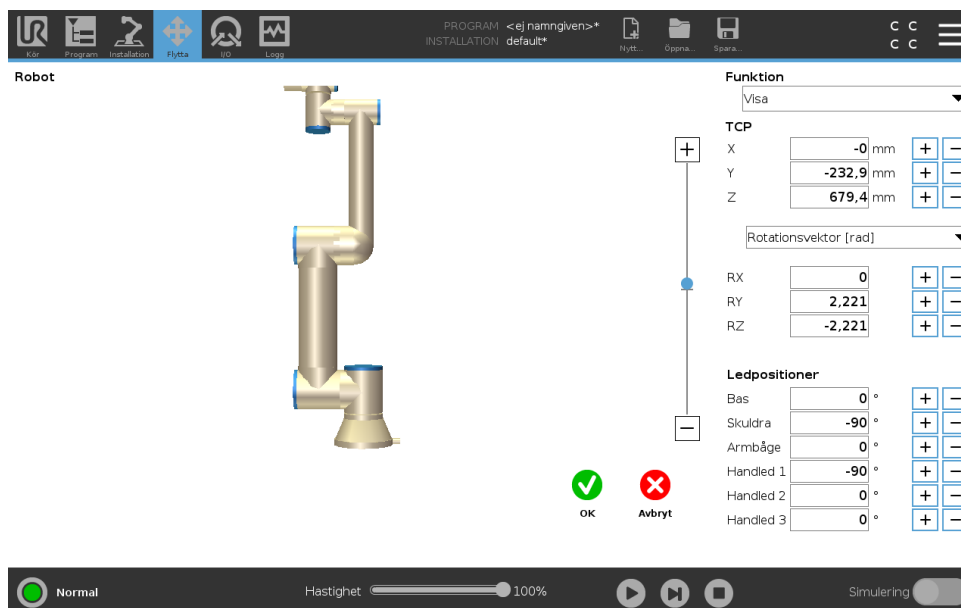 PROGRAM <ej namngiven>*
INSTALLATION default*
UR
Kör
Program
Installation
Flytta
I/O
Logg
Nytt...
Öppna...
Spara...
C C
C C
Robot
Funktion
Visa
TCP
X -0 mm + −
Y -232,9 mm + −
Z 679,4 mm + −
Rotationsvektor [rad]
RX 0 + −
RY 2,221 + −
RZ -2,221 + −
Ledpositioner
Bas 0 ° + −
Skuldra -90 ° + −
Armbåge 0 ° + −
Handled 1 -90 ° + −
Handled 2 0 ° + −
Handled 3 0 ° + −
+
−
OK
Avbryt
Normal
Hastighet 100%
Simulering